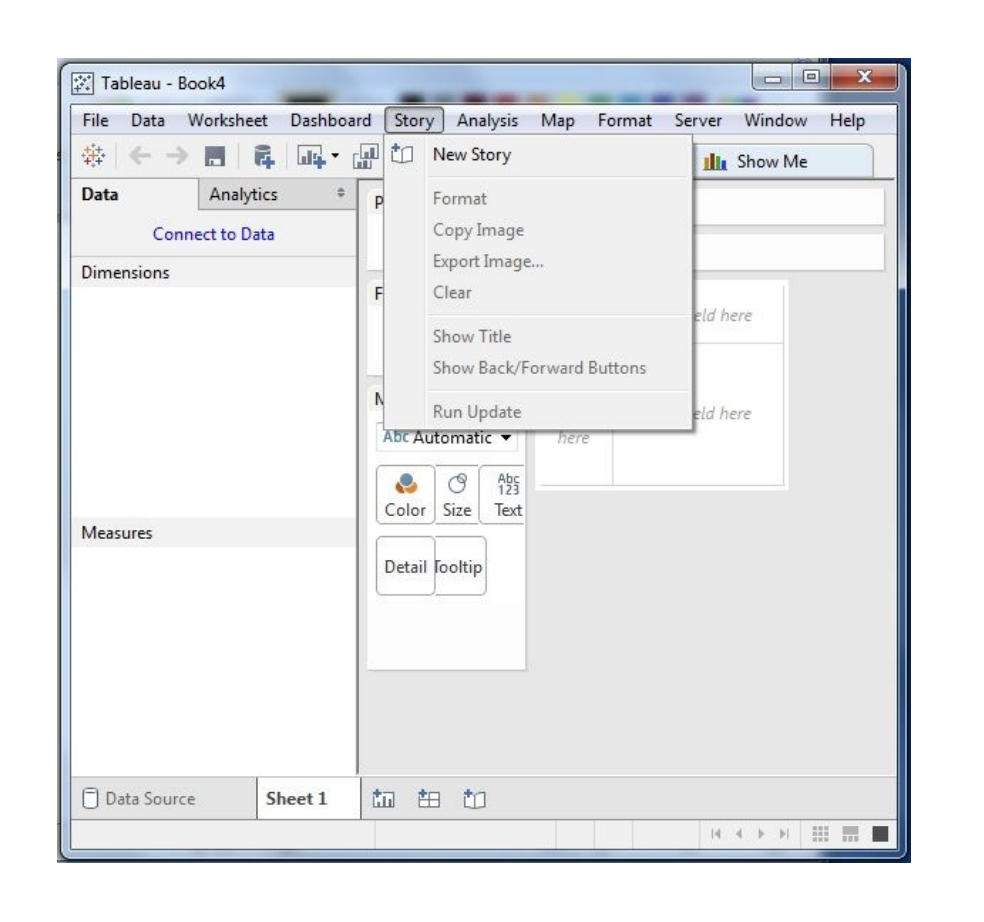 Tableau - Book4
File Data Worksheet Dashboard Story Analysis Map Format Server Window Help
New Story
Show Me
Data Analytics
Format
Connect to Data
Copy Image
Dimensions
Export Image...
Clear
Show Title
eld here
Show Back/Forward Buttons
Run Update
eld here
Abc Automatic
here
Abc
123
Color Size Text
Measures
Detail Tooltip
Data Source Sheet 1